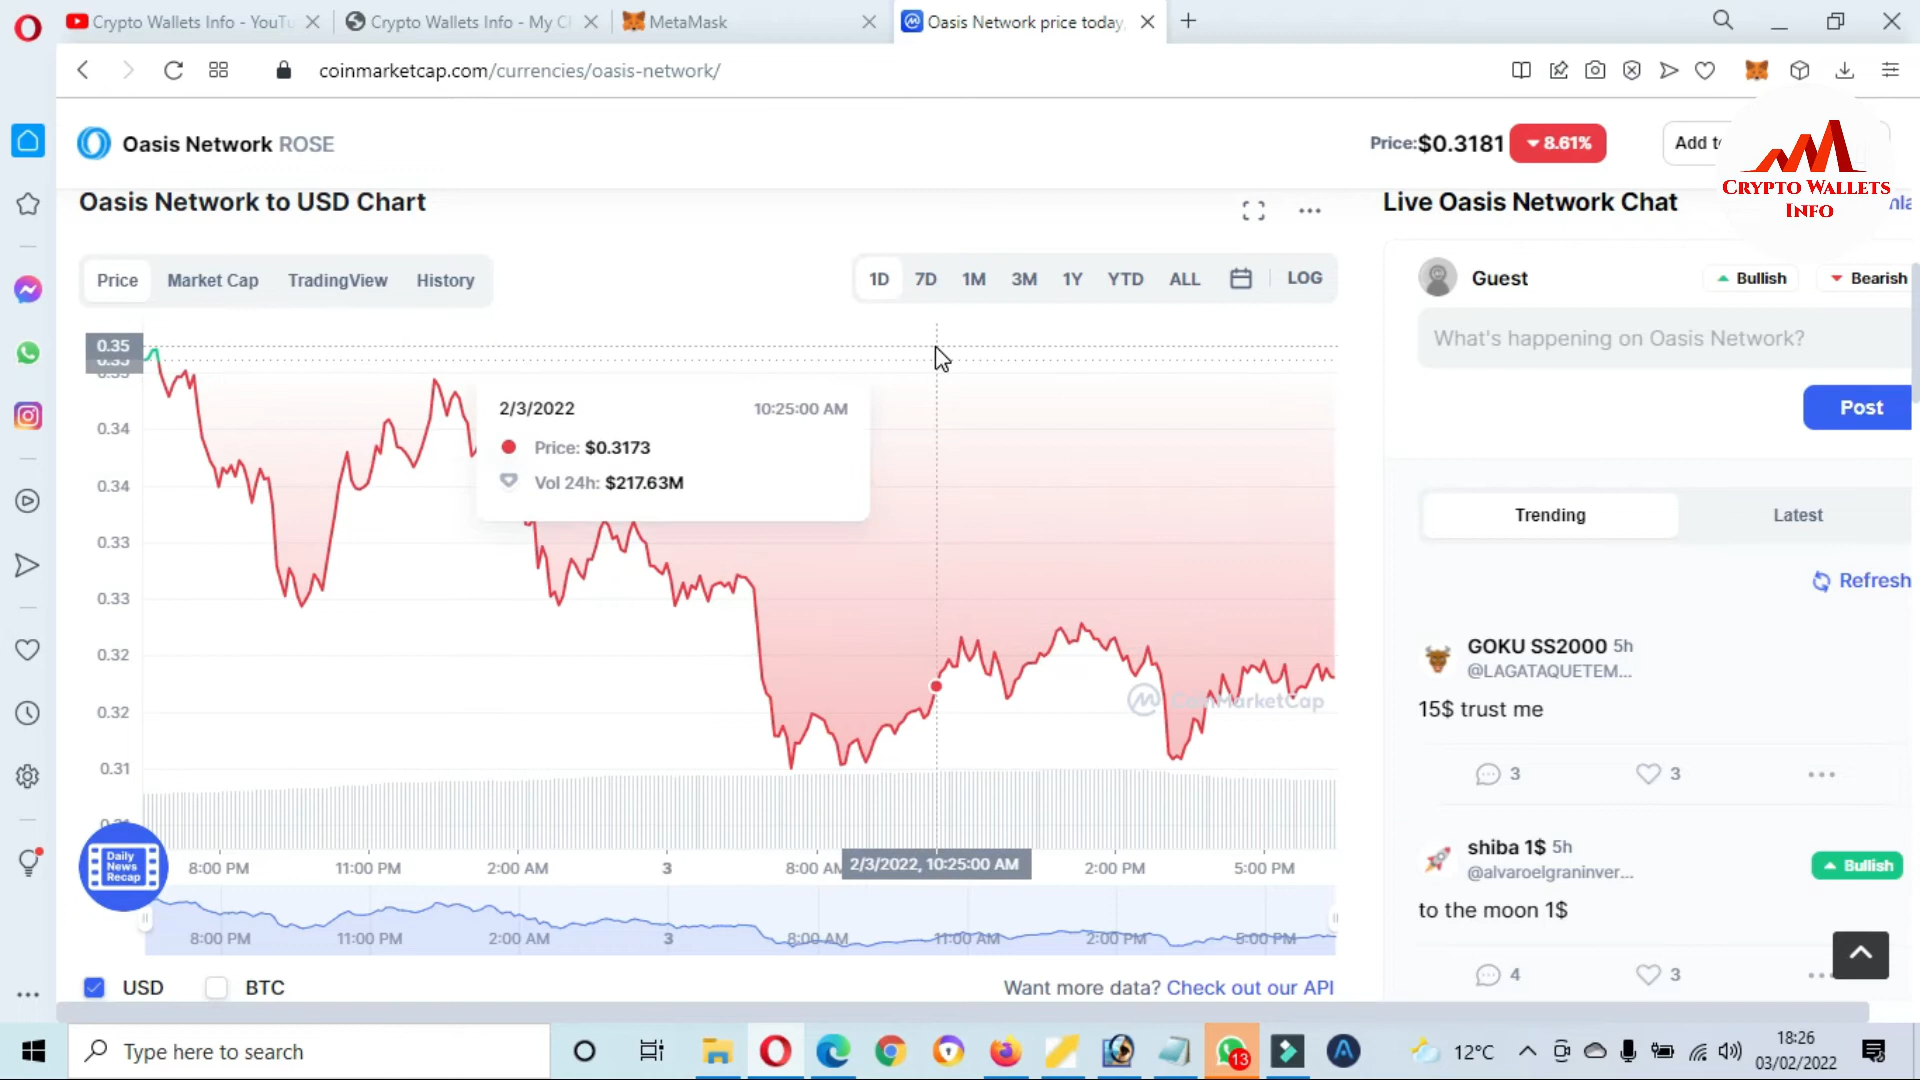 Crypto Wallets Info - YouTu
Crypto Wallets Info - My C
MetaMask
Oasis Network price today,
coinmarketcap.com/currencies/oasis-network/
Oasis Network ROSE
Price:$0.3181
8.61%
Add to
CRYPTO WALLETS
INFO
Oasis Network to USD Chart
Live Oasis Network Chat
Price
Market Cap
TradingView
History
1D
7D
1M
3M
1Y
YTD
ALL
LOG
Guest
Bullish
Bearish
What's happening on Oasis Network?
Post
0.35
0.34
0.34
0.33
0.33
0.32
0.32
0.31
2/3/2022
10:25:00 AM
Price: $0.3173
Vol 24h: $217.63M
CoinMarketCap
Trending
Latest
Refresh
GOKU SS2000 5h
@LAGATAQUETEM...
15$ trust me
3
3
shiba 1$ 5h
@alvaroelgraninver...
Bullish
to the moon 1$
4
3
Daily
News
Recap
8:00 PM
11:00 PM
2:00 AM
3
8:00 AM
2/3/2022, 10:25:00 AM
2:00 PM
5:00 PM
8:00 PM
11:00 PM
2:00 AM
3
8:00 AM
11:00 AM
2:00 PM
5:00 PM
USD
BTC
Want more data? Check out our API
Type here to search
13
12°C
18:26
03/02/2022